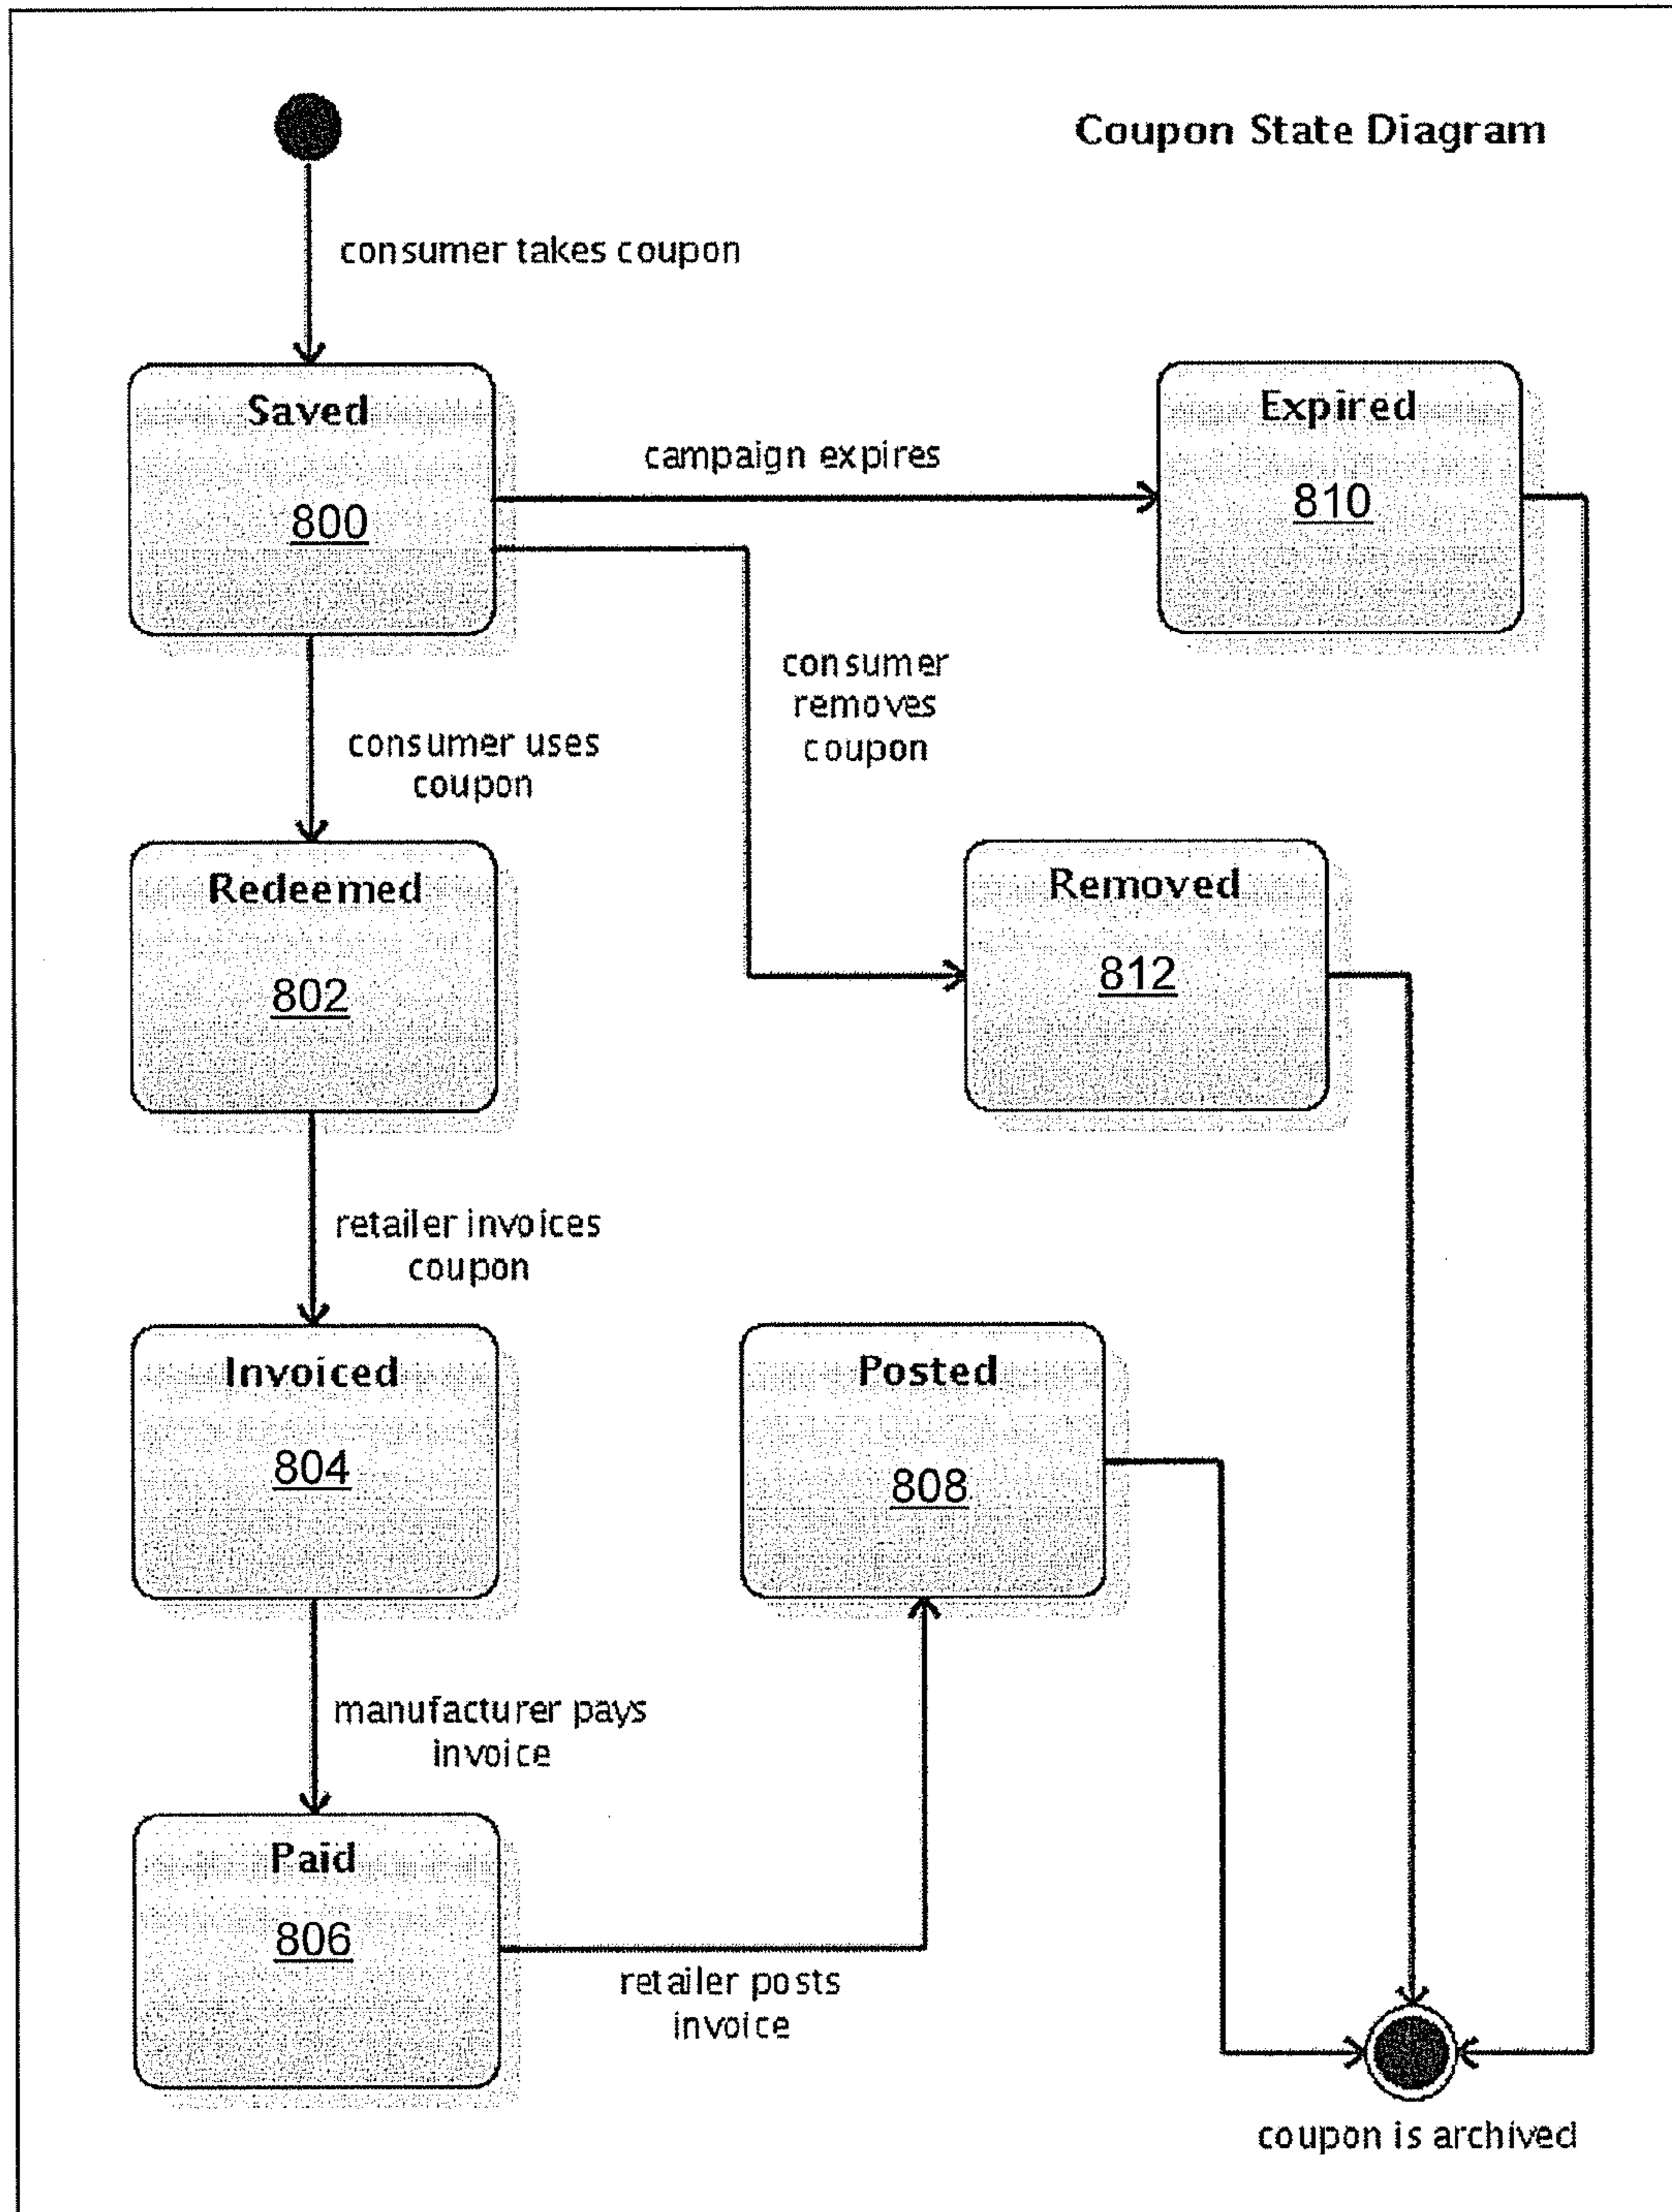 Coupon State Diagram
consumer takes coupon
Saved
800
campaign expires
Expired
810
consumer
removes
coupon
consumer uses
coupon
Redeemed
802
Removed
812
retailer invoices
coupon
Invoiced
804
Posted
808
manufacturer pays
invoice
Paid
806
retailer posts
invoice
coupon is archived